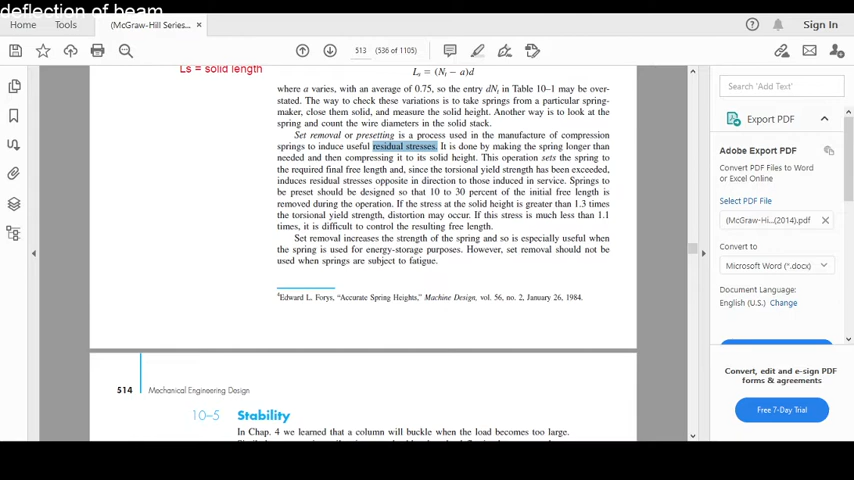 deflection of beam
Home
Tools
(McGraw-Hill Series...
×
Sign In
513
(536 of 1105)
Ls = solid length
Ls = (Nt − a)d
where a varies, with an average of 0.75, so the entry dNt in Table 10–1 may be over-
stated. The way to check these variations is to take springs from a particular spring-
maker, close them solid, and measure the solid height. Another way is to look at the
spring and count the wire diameters in the solid stack.
Set removal or presetting is a process used in the manufacture of compression
springs to induce useful residual stresses. It is done by making the spring longer than
needed and then compressing it to its solid height. This operation sets the spring to
the required final free length and, since the torsional yield strength has been exceeded,
induces residual stresses opposite in direction to those induced in service. Springs to
be preset should be designed so that 10 to 30 percent of the initial free length is
removed during the operation. If the stress at the solid height is greater than 1.3 times
the torsional yield strength, distortion may occur. If this stress is much less than 1.1
times, it is difficult to control the resulting free length.
Set removal increases the strength of the spring and so is especially useful when
the spring is used for energy-storage purposes. However, set removal should not be
used when springs are subject to fatigue.
Edward L. Forys, “Accurate Spring Heights,” Machine Design, vol. 56, no. 2, January 26, 1984.
514
Mechanical Engineering Design
10–5 Stability
In Chap. 4 we learned that a column will buckle when the load becomes too large.
Search 'Add Text'
Export PDF
Adobe Export PDF
Convert PDF Files to Word
or Excel Online
Select PDF File
(McGraw-Hi...(2014).pdf
Convert to
Microsoft Word (*.docx)
Document Language:
English (U.S.) Change
Convert, edit and e-sign PDF
forms & agreements
Free 7-Day Trial